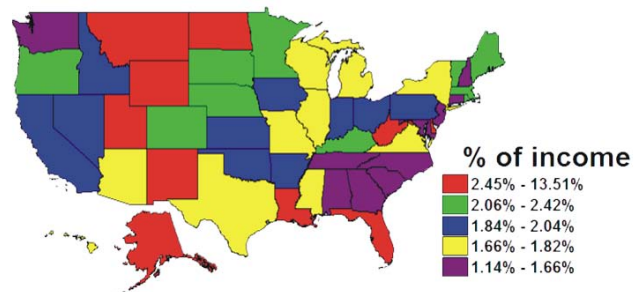 % of income
2.45% - 13.51%
2.06% - 2.42%
1.84% - 2.04%
1.66% - 1.82%
1.14% - 1.66%